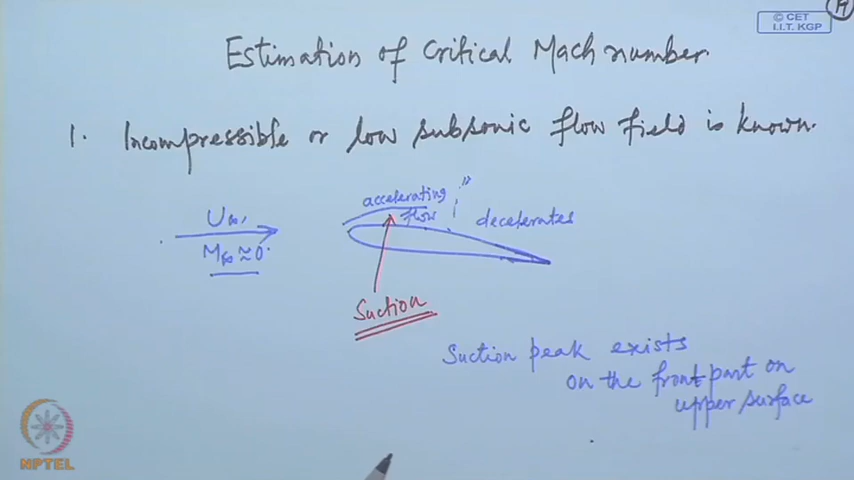 14
© CET
I.I.T. KGP
Estimation of Critical Mach number.
1. Incompressible or low subsonic flow field is known.
accelerating
flow
decelerates
U∞,
M∞ ≈ 0.
Suction
Suction peak exists
on the front part on
upper surface
NPTEL